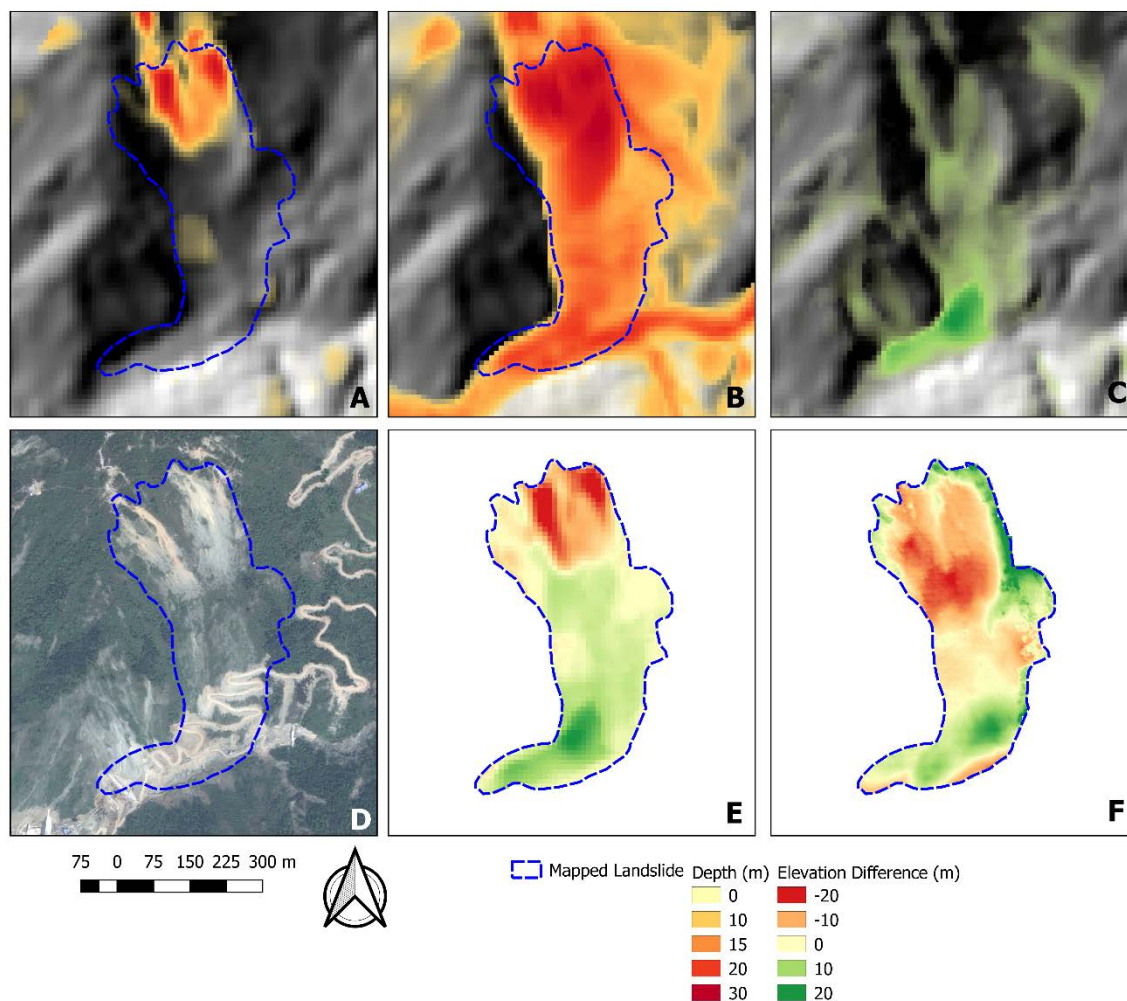 A
B
C
D
E
F
75 0 75 150 225 300 m
Mapped Landslide
Depth (m)
0
10
15
20
30
Elevation Difference (m)
-20
-10
0
10
20